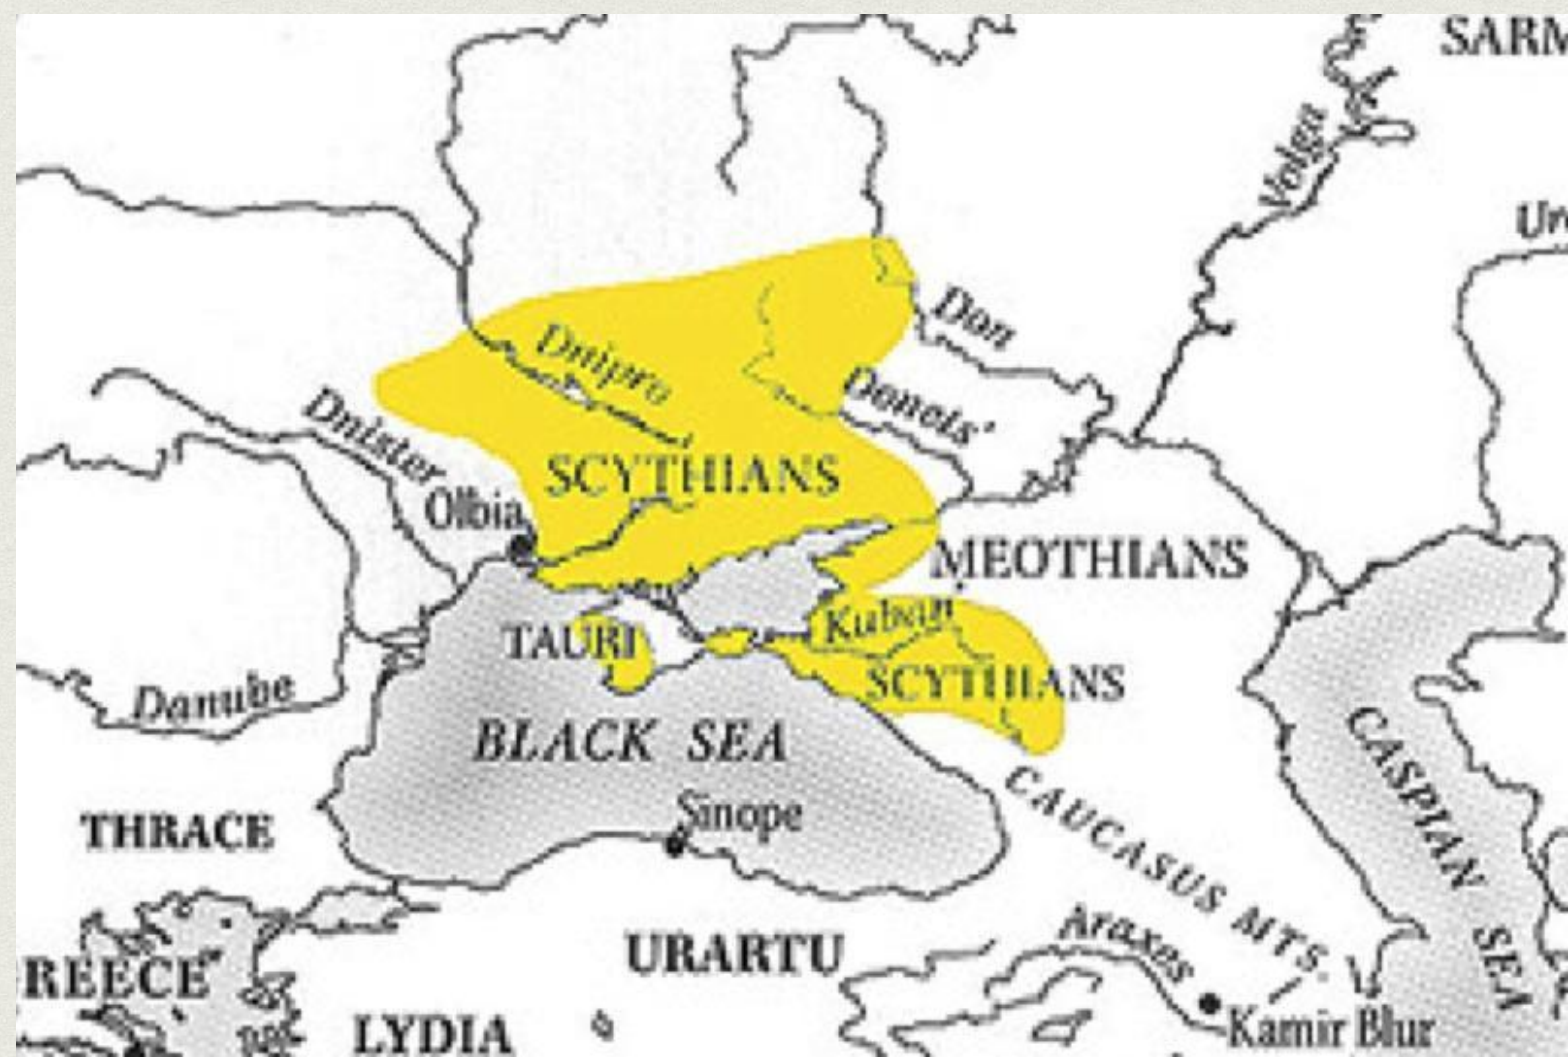 SARM
Volga
Ur
Don
Dnipro
Donets'
Dnister
SCYTHIANS
Olbia
MEOTHIANS
Kuban
TAURI
SCYTHIANS
Danube
BLACK SEA
CASPIAN SEA
Sinope
THRACE
CAUCASUS MTS.
Araxes
URARTU
REECE
Kamir Blur
LYDIA